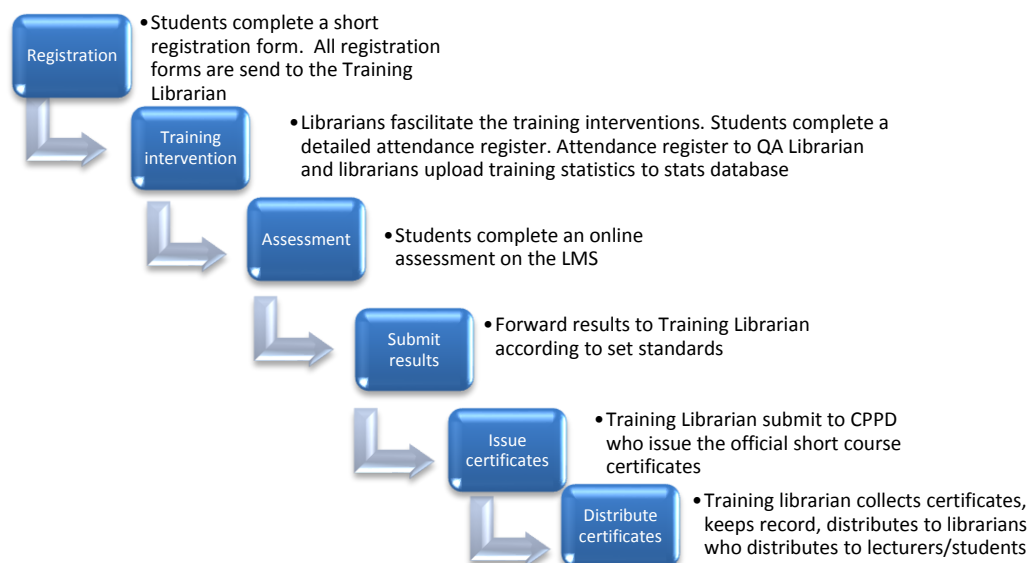 Registration
•Students complete a short
registration form.  All registration
forms are send to the Training
Librarian
Training
intervention
•Librarians fascilitate the training interventions. Students complete a
detailed attendance register. Attendance register to QA Librarian
and librarians upload training statistics to stats database
Assessment
•Students complete an online
assessment on the LMS
Submit
results
•Forward results to Training Librarian
according to set standards
Issue
certificates
•Training Librarian submit to CPPD
who issue the official short course
certificates
Distribute
certificates
•Training librarian collects certificates,
keeps record, distributes to librarians
who distributes to lecturers/students